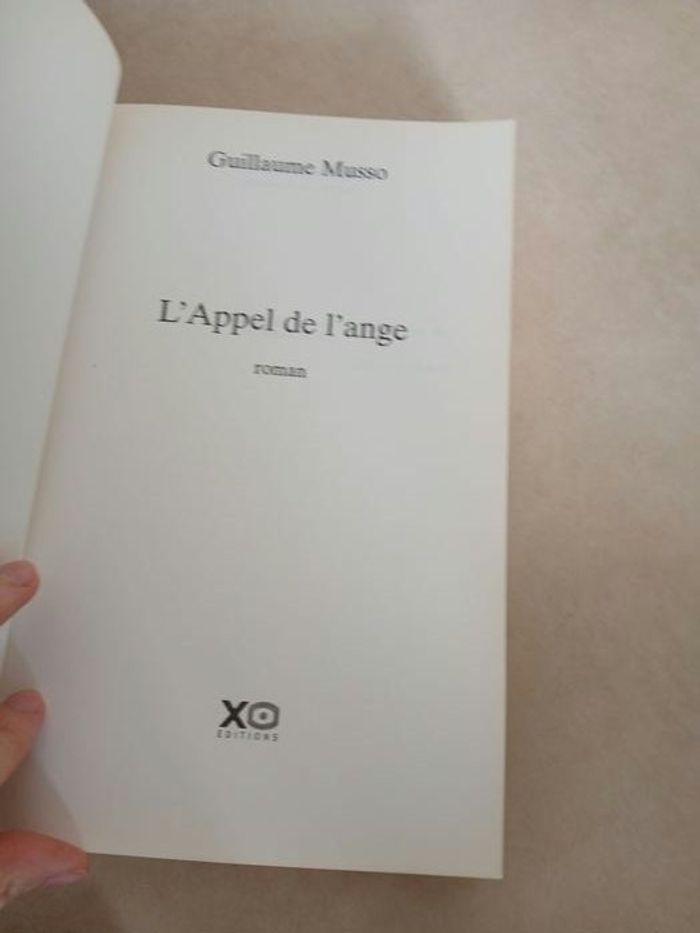 Guillaume Musso
L'Appel de l'ange
roman
XO
EDITIONS